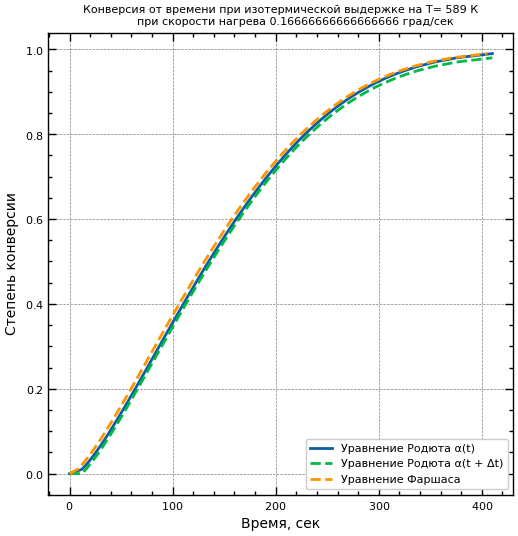 Конверсия от времени при изотермической выдержке на T= 589 К
при скорости нагрева 0.16666666666666666 град/сек
Степень конверсии
1.0
0.8
0.6
0.4
0.2
0.0
0
100
200
300
400
Время, сек
Уравнение Родюта α(t)
Уравнение Родюта α(t + Δt)
Уравнение Фаршаса